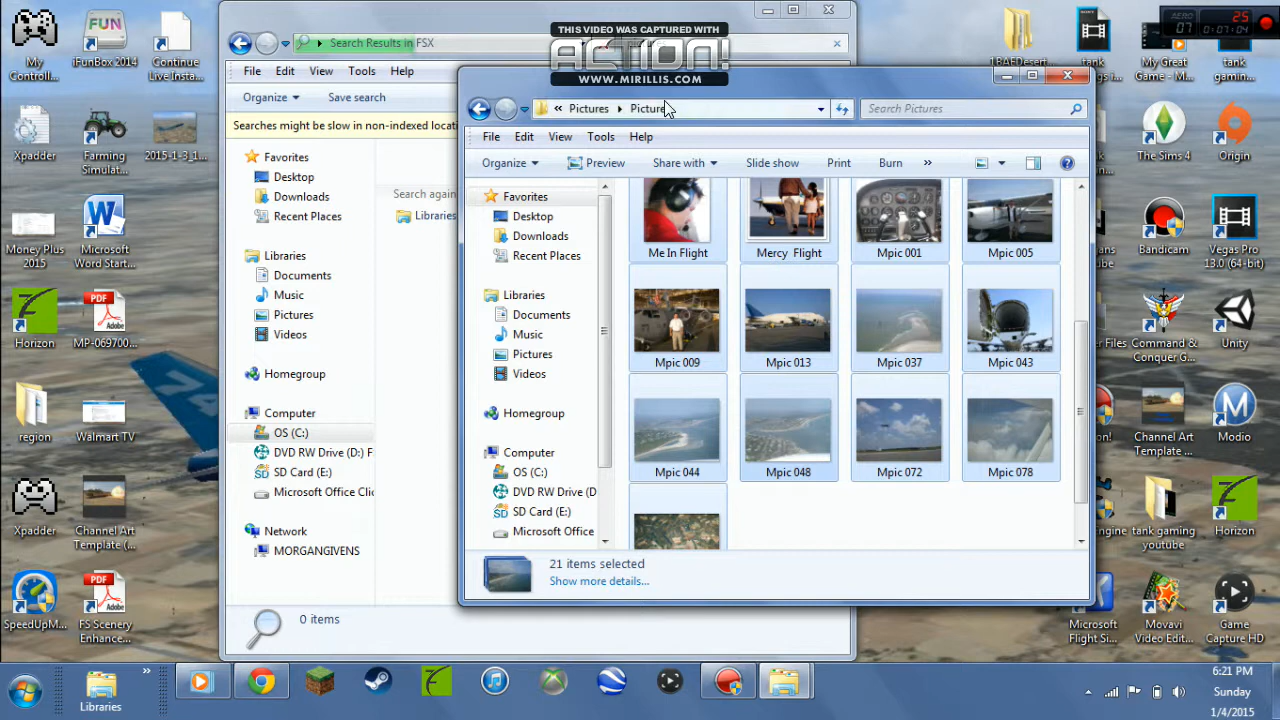 THIS VIDEO WAS CAPTURED WITH
ACTION!
WWW.MIRILLIS.COM
AERO
07
25
0:07:04
My Controll...
iFunBox 2014
Continue Live Insta...
Xpadder
Farming Simulat...
2015-1-3_1...
Money Plus 2015
Microsoft Word Start...
Horizon
MP-069700...
region
Walmart TV
Xpadder
Channel Art Template (...
SpeedUpM...
FS Scenery Enhance...
Search Results in FSX
File Edit View Tools Help
Organize Save search
Searches might be slow in non-indexed locati
Search again
Libraries
Favorites
Desktop
Downloads
Recent Places
Libraries
Documents
Music
Pictures
Videos
Homegroup
Computer
OS (C:)
DVD RW Drive (D:) F
SD Card (E:)
Microsoft Office Clic
Network
MORGANGIVENS
0 items
« Pictures Picture
Search Pictures
File Edit View Tools Help
Organize Preview Share with Slide show Print Burn »
Favorites
Desktop
Downloads
Recent Places
Libraries
Documents
Music
Pictures
Videos
Homegroup
Computer
OS (C:)
DVD RW Drive (D
SD Card (E:)
Microsoft Office
Me In Flight
Mercy Flight
Mpic 001
Mpic 005
Mpic 009
Mpic 013
Mpic 037
Mpic 043
Mpic 044
Mpic 048
Mpic 072
Mpic 078
21 items selected
Show more details...
1BAEDesert...
tank
My Great Game - M...
tank gamin...
The Sims 4
Origin
Bandicam
Vegas Pro 13.0 (64-bit)
Command & Conquer G...
Unity
Channel Art Template ...
Modio
tank gaming youtube
Horizon
Microsoft Flight Si...
Movavi Video Edit...
Game Capture HD
Libraries
»
6:21 PM
Sunday
1/4/2015